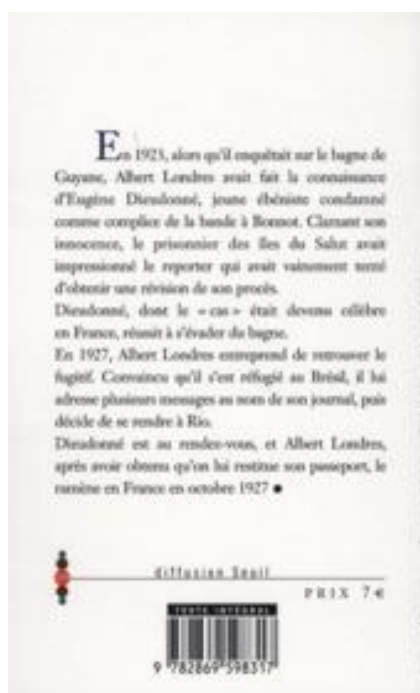 En 1923, alors qu'il enquêtait sur le bagne de
Guyane, Albert Londres avait fait la connaissance
d'Eugène Dieudonné, jeune ébéniste condamné
comme complice de la bande à Bonnot. Clamant son
innocence, le prisonnier des îles du Salut avait
impressionné le reporter qui avait vainement tenté
d'obtenir une révision de son procès.
Dieudonné, dont le « cas » était devenu célèbre
en France, réussit à s'évader du bagne.
En 1927, Albert Londres entreprend de retrouver le
fugitif. Convaincu qu'il s'est réfugié au Brésil, il lui
adresse plusieurs messages au nom de son journal, puis
décide de se rendre à Rio.
Dieudonné est au rendez-vous, et Albert Londres,
après avoir obtenu qu'on lui restitue son passeport, le
ramène en France en octobre 1927 ●
diffusion Seuil
PRIX 7 €
TEXTE INTÉGRAL
9 782869 598317